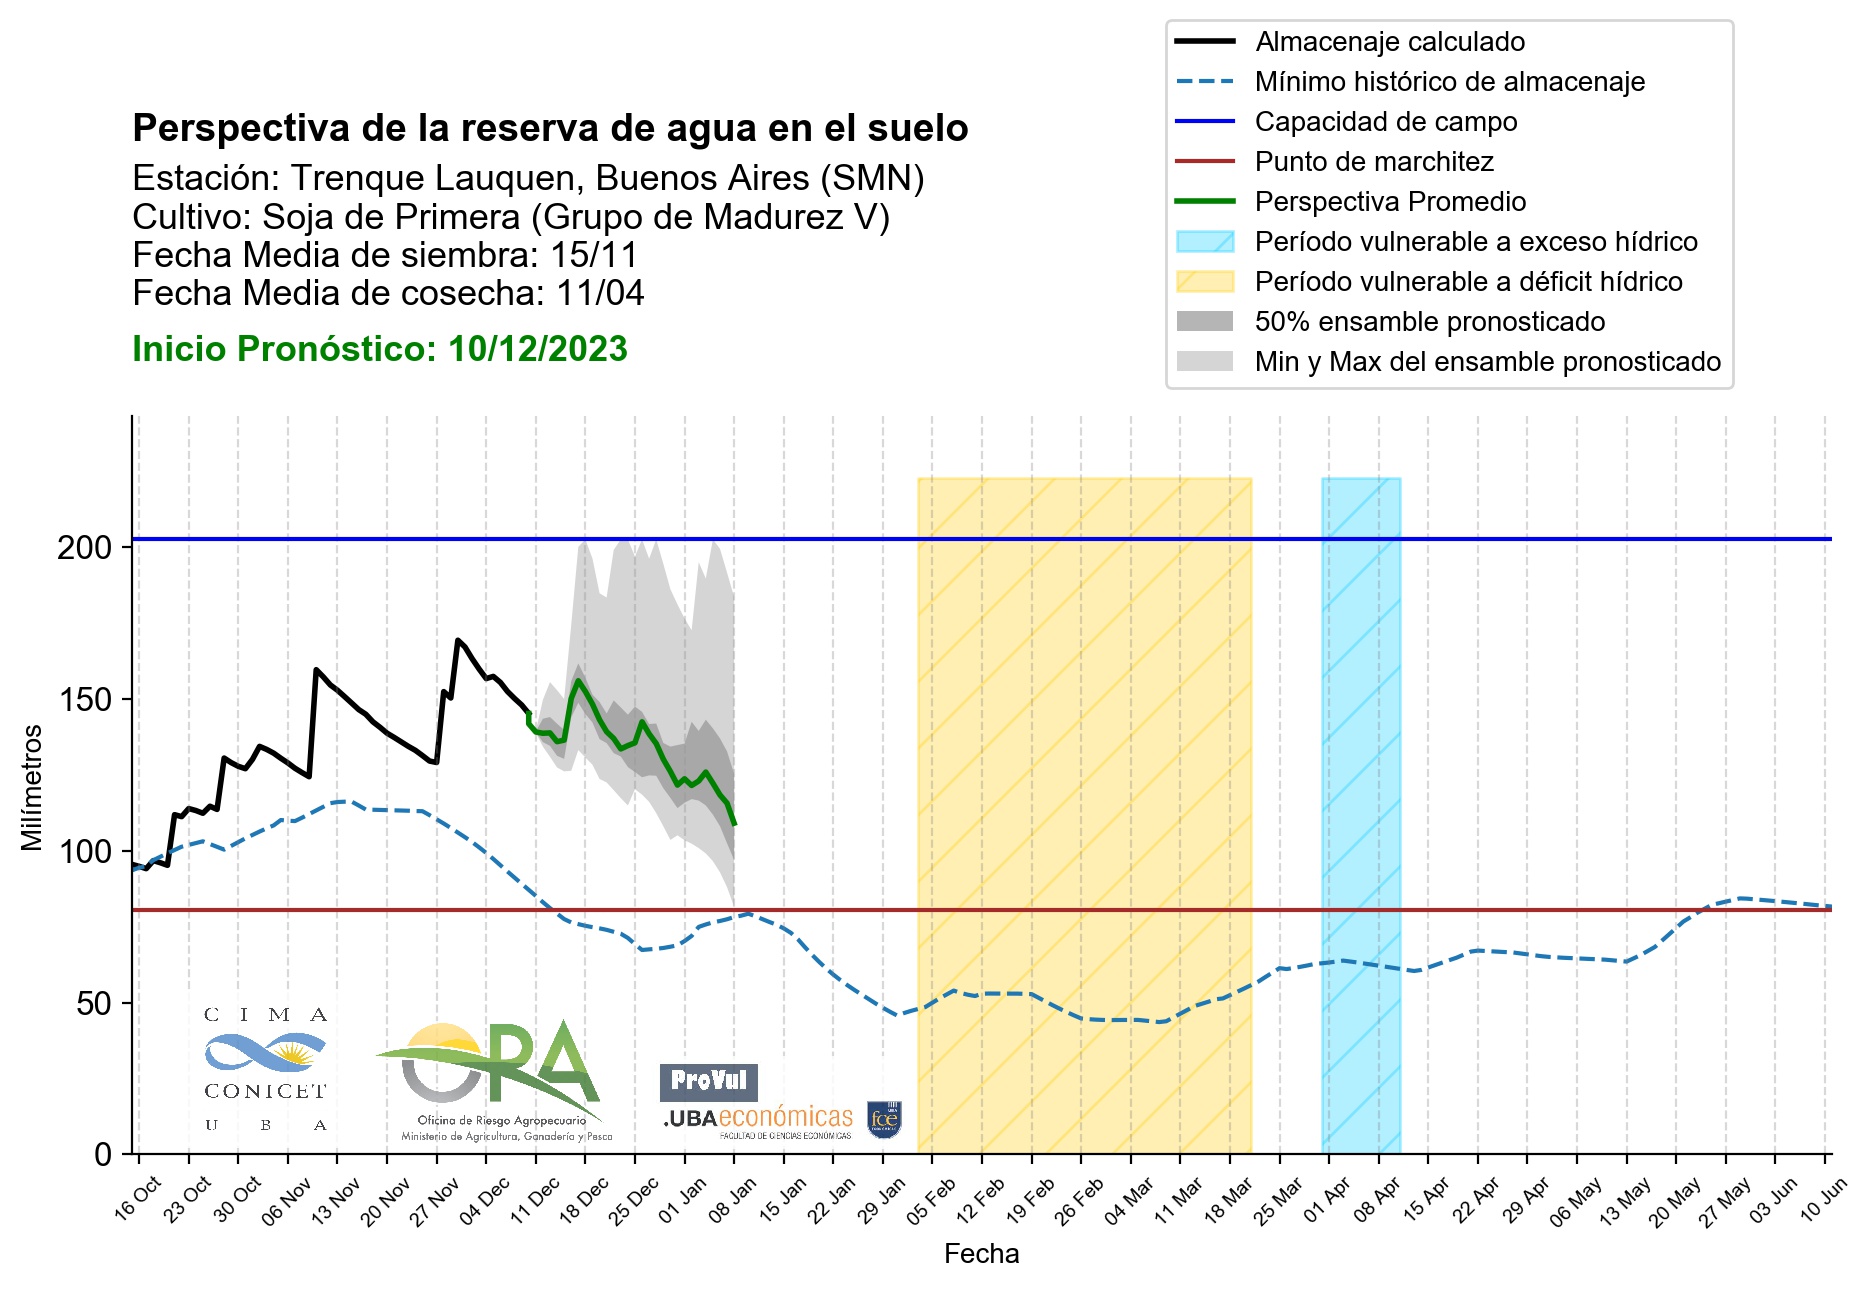 Almacenaje calculado
Mínimo histórico de almacenaje
Capacidad de campo
Punto de marchitez
Perspectiva Promedio
Período vulnerable a exceso hídrico
Período vulnerable a déficit hídrico
50% ensamble pronosticado
Min y Max del ensamble pronosticado
Perspectiva de la reserva de agua en el suelo
Estación: Trenque Lauquen, Buenos Aires (SMN)
Cultivo: Soja de Primera (Grupo de Madurez V)
Fecha Media de siembra: 15/11
Fecha Media de cosecha: 11/04
Inicio Pronóstico: 10/12/2023
Milímetros
200
150
100
50
0
C I M A
CONICET
U B A
ORA
Oficina de Riesgo Agropecuario
Ministerio de Agricultura, Ganadería y Pesca
ProVul
.UBAeconómicas
FACULTAD DE CIENCIAS ECONÓMICAS
UBA
fce
16 Oct
23 Oct
30 Oct
06 Nov
13 Nov
20 Nov
27 Nov
04 Dec
11 Dec
18 Dec
25 Dec
01 Jan
08 Jan
15 Jan
22 Jan
29 Jan
05 Feb
12 Feb
19 Feb
26 Feb
04 Mar
11 Mar
18 Mar
25 Mar
01 Apr
08 Apr
15 Apr
22 Apr
29 Apr
06 May
13 May
20 May
27 May
03 Jun
10 Jun
Fecha